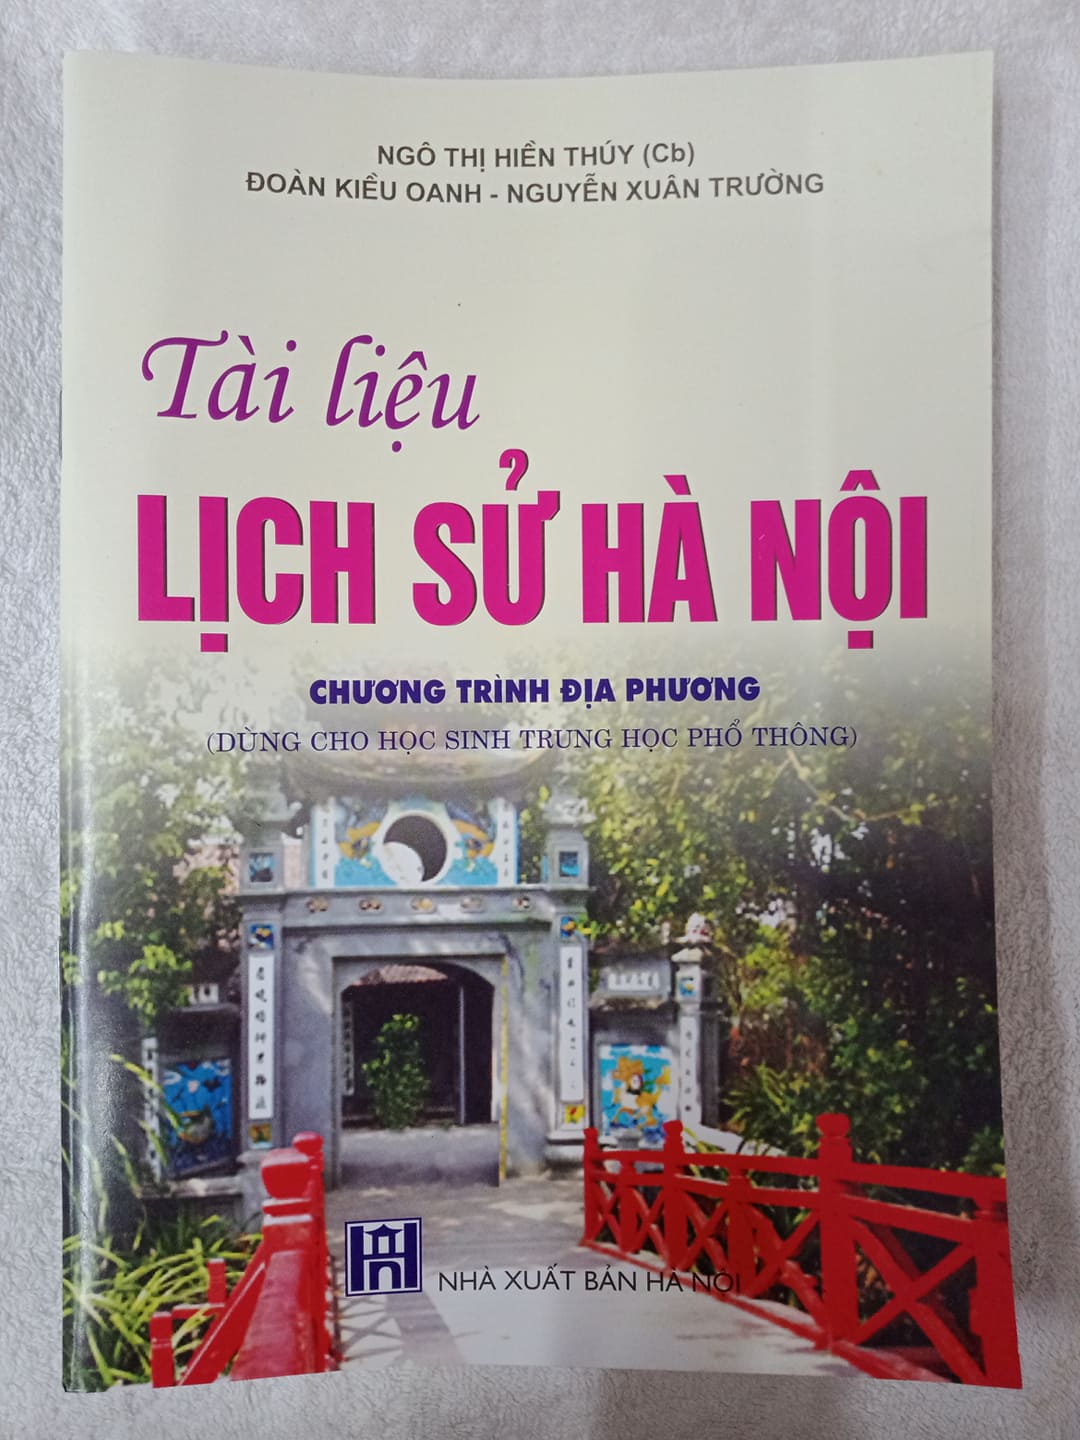 NGÔ THỊ HIỀN THÚY (Cb)
ĐOÀN KIỀU OANH - NGUYỄN XUÂN TRƯỜNG
Tài liệu
LỊCH SỬ HÀ NỘI
CHƯƠNG TRÌNH ĐỊA PHƯƠNG
(DÙNG CHO HỌC SINH TRUNG HỌC PHỔ THÔNG)
NHÀ XUẤT BẢN HÀ NỘI